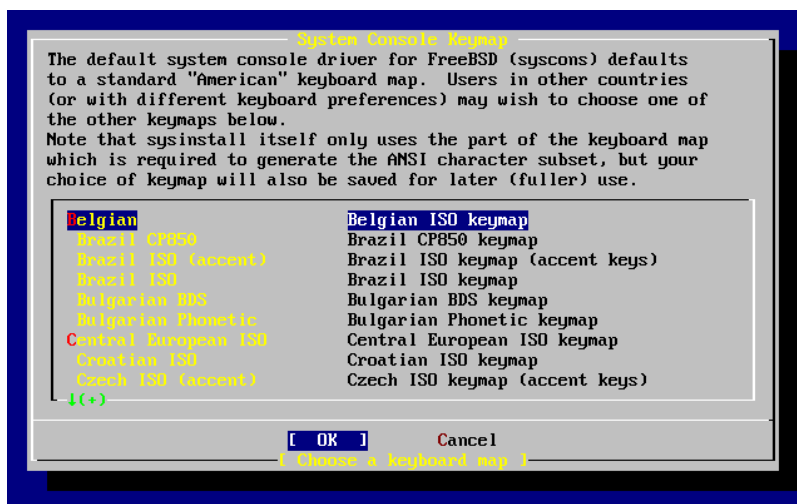 System Console Keymap
The default system console driver for FreeBSD (syscons) defaults
to a standard "American" keyboard map.  Users in other countries
(or with different keyboard preferences) may wish to choose one of
the other keymaps below.
Note that sysinstall itself only uses the part of the keyboard map
which is required to generate the ANSI character subset, but your
choice of keymap will also be saved for later (fuller) use.
Belgian Belgian ISO keymap
Brazil CP850 Brazil CP850 keymap
Brazil ISO (accent) Brazil ISO keymap (accent keys)
Brazil ISO Brazil ISO keymap
Bulgarian BDS Bulgarian BDS keymap
Bulgarian Phonetic Bulgarian Phonetic keymap
Central European ISO Central European ISO keymap
Croatian ISO Croatian ISO keymap
Czech ISO (accent) Czech ISO keymap (accent keys)
↓(+)
[ OK ] Cancel
[ Choose a keyboard map ]